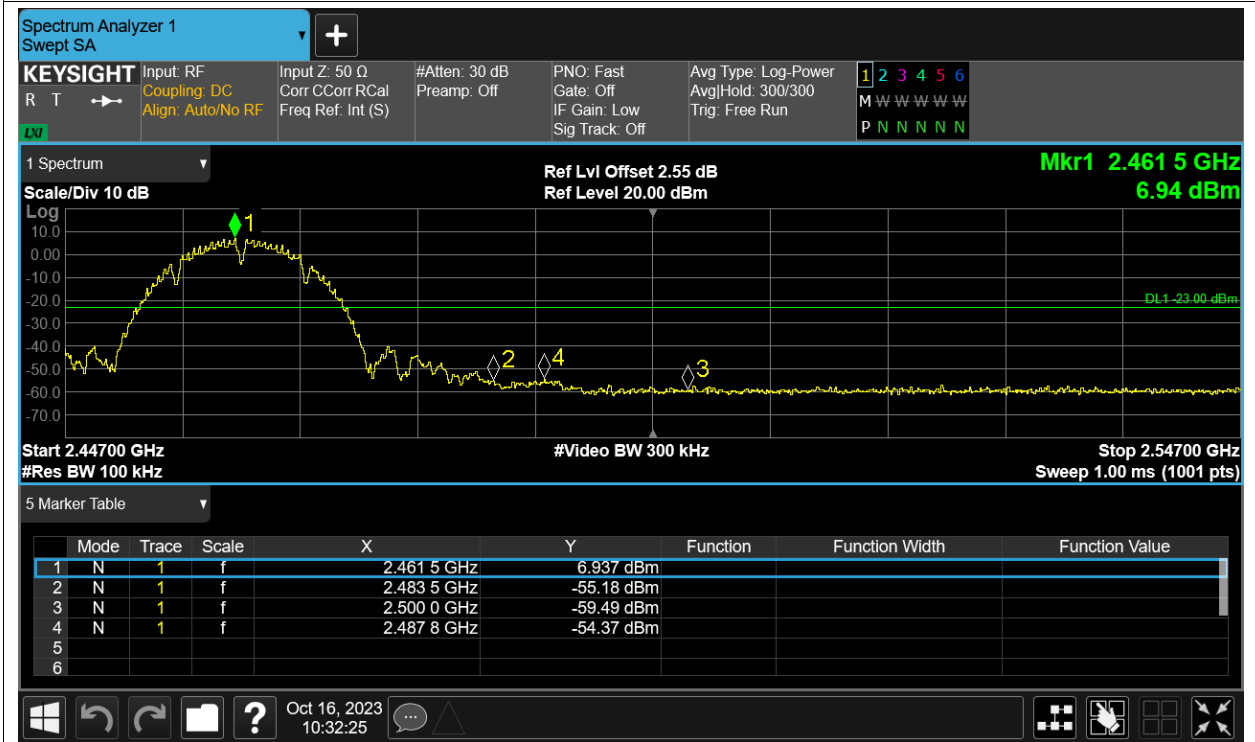 Spectrum Analyzer 1
Swept SA
+
KEYSIGHT
R T
LXI
Input: RF
Coupling: DC
Align: Auto/No RF
Input Z: 50 Ω
Corr CCorr RCal
Freq Ref: Int (S)
#Atten: 30 dB
Preamp: Off
PNO: Fast
Gate: Off
IF Gain: Low
Sig Track: Off
Avg Type: Log-Power
Avg|Hold: 300/300
Trig: Free Run
1 2 3 4 5 6
M W W W W W
P N N N N N
1 Spectrum
Scale/Div 10 dB
Ref Lvl Offset 2.55 dB
Ref Level 20.00 dBm
Mkr1 2.461 5 GHz
6.94 dBm
Log
10.0
0.00
-10.0
-20.0
-30.0
-40.0
-50.0
-60.0
-70.0
1
2
4
3
DL1 -23.00 dBm
Start 2.44700 GHz
#Res BW 100 kHz
#Video BW 300 kHz
Stop 2.54700 GHz
Sweep 1.00 ms (1001 pts)
5 Marker Table
Mode Trace Scale X Y Function Function Width Function Value
1 N 1 f 2.461 5 GHz 6.937 dBm
2 N 1 f 2.483 5 GHz -55.18 dBm
3 N 1 f 2.500 0 GHz -59.49 dBm
4 N 1 f 2.487 8 GHz -54.37 dBm
5
6
?
Oct 16, 2023
10:32:25